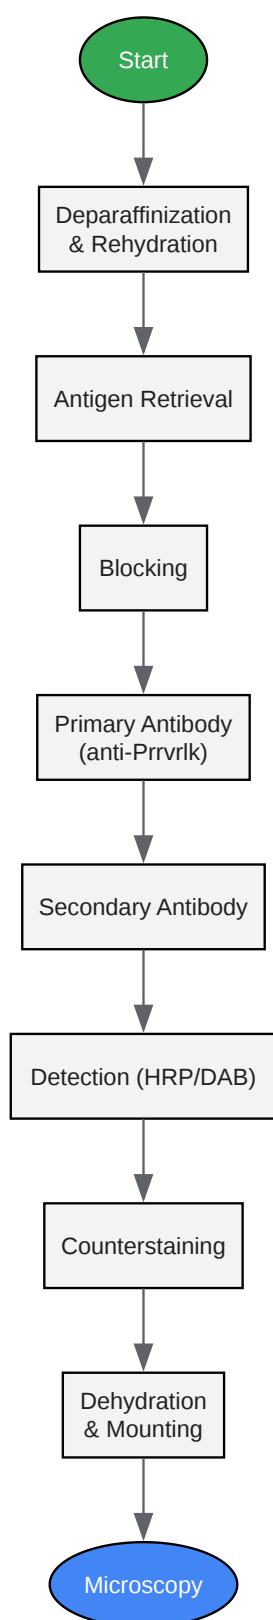 Start
Deparaffinization
& Rehydration
Antigen Retrieval
Blocking
Primary Antibody
(anti-Prrvrlk)
Secondary Antibody
Detection (HRP/DAB)
Counterstaining
Dehydration
& Mounting
Microscopy